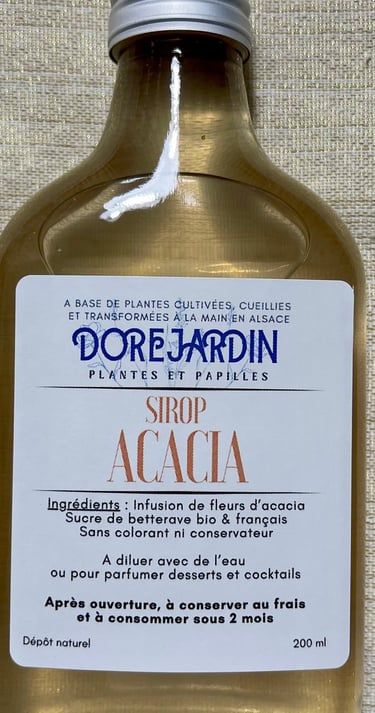 A BASE DE PLANTES CULTIVÉES, CUEILLIES
ET TRANSFORMÉES À LA MAIN EN ALSACE
DOREJARDIN
PLANTES ET PAPILLES
SIROP
ACACIA
Ingrédients : Infusion de fleurs d'acacia
Sucre de betterave bio & français
Sans colorant ni conservateur
A diluer avec de l'eau
ou pour parfumer desserts et cocktails
Après ouverture, à conserver au frais
et à consommer sous 2 mois
Dépôt naturel
200 ml